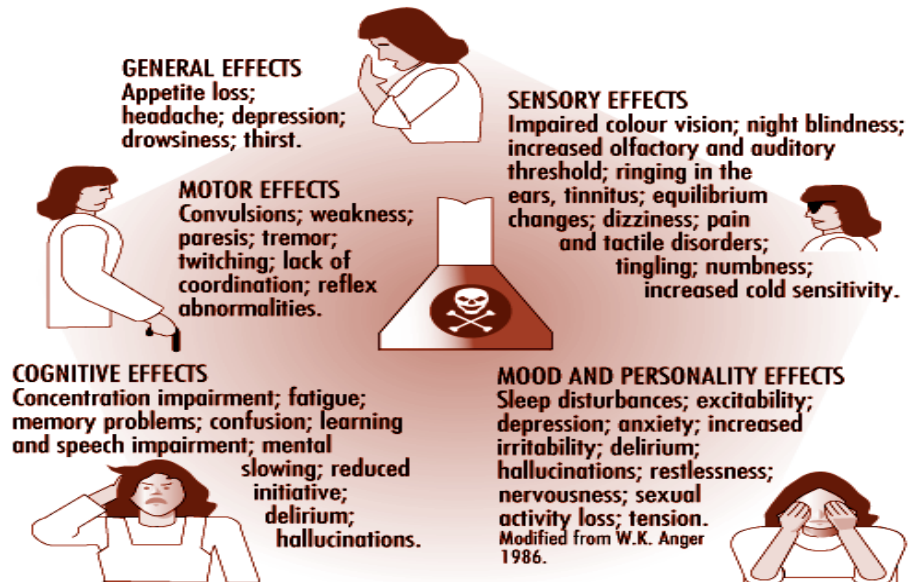 GENERAL EFFECTS
Appetite loss;
headache; depression;
drowsiness; thirst.
SENSORY EFFECTS
Impaired colour vision; night blindness;
increased olfactory and auditory
threshold; ringing in the
ears, tinnitus; equilibrium
changes; dizziness; pain
and tactile disorders;
tingling; numbness;
increased cold sensitivity.
MOTOR EFFECTS
Convulsions; weakness;
paresis; tremor;
twitching; lack of
coordination; reflex
abnormalities.
COGNITIVE EFFECTS
Concentration impairment; fatigue;
memory problems; confusion; learning
and speech impairment; mental
slowing; reduced
initiative;
delirium;
hallucinations.
MOOD AND PERSONALITY EFFECTS
Sleep disturbances; excitability;
depression; anxiety; increased
irritability; delirium;
hallucinations; restlessness;
nervousness; sexual
activity loss; tension.
Modified from W.K. Anger
1986.